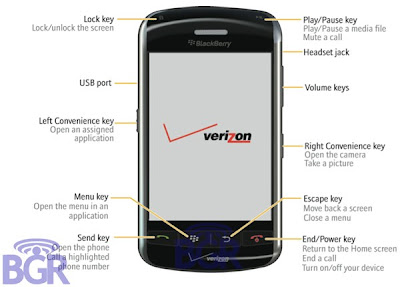 Lock key
Lock/unlock the screen
Play/Pause key
Play/Pause a media file
Mute a call
Headset jack
BlackBerry
USB port
Volume keys
Left Convenience key
Open an assigned
application
verizon
Right Convenience key
Open the camera
Take a picture
Menu key
Open the menu in an
application
Escape key
Move back a screen
Close a menu
Send key
Open the phone
Call a highlighted
phone number
End/Power key
Return to the Home screen
End a call
Turn on/off your device
verizon
BGR
BGR